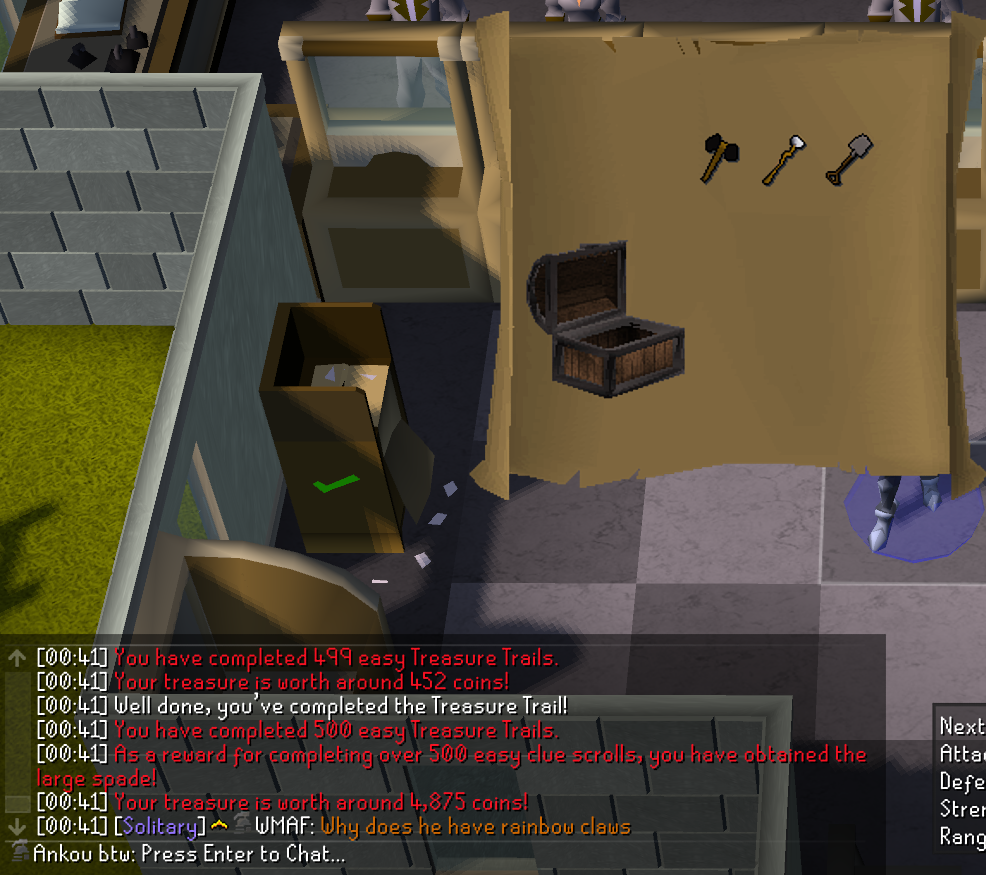 [00:41] You have completed 499 easy Treasure Trails.
[00:41] Your treasure is worth around 452 coins!
[00:41] Well done, you've completed the Treasure Trail!
[00:41] You have completed 500 easy Treasure Trails.
[00:41] As a reward for completing over 500 easy clue scrolls, you have obtained the
large spade!
[00:41] Your treasure is worth around 4,875 coins!
[00:41] [Solitary] WMAF: Why does he have rainbow claws
Ankou btw: Press Enter to Chat...
Next
Atta
Defe
Stren
Rang